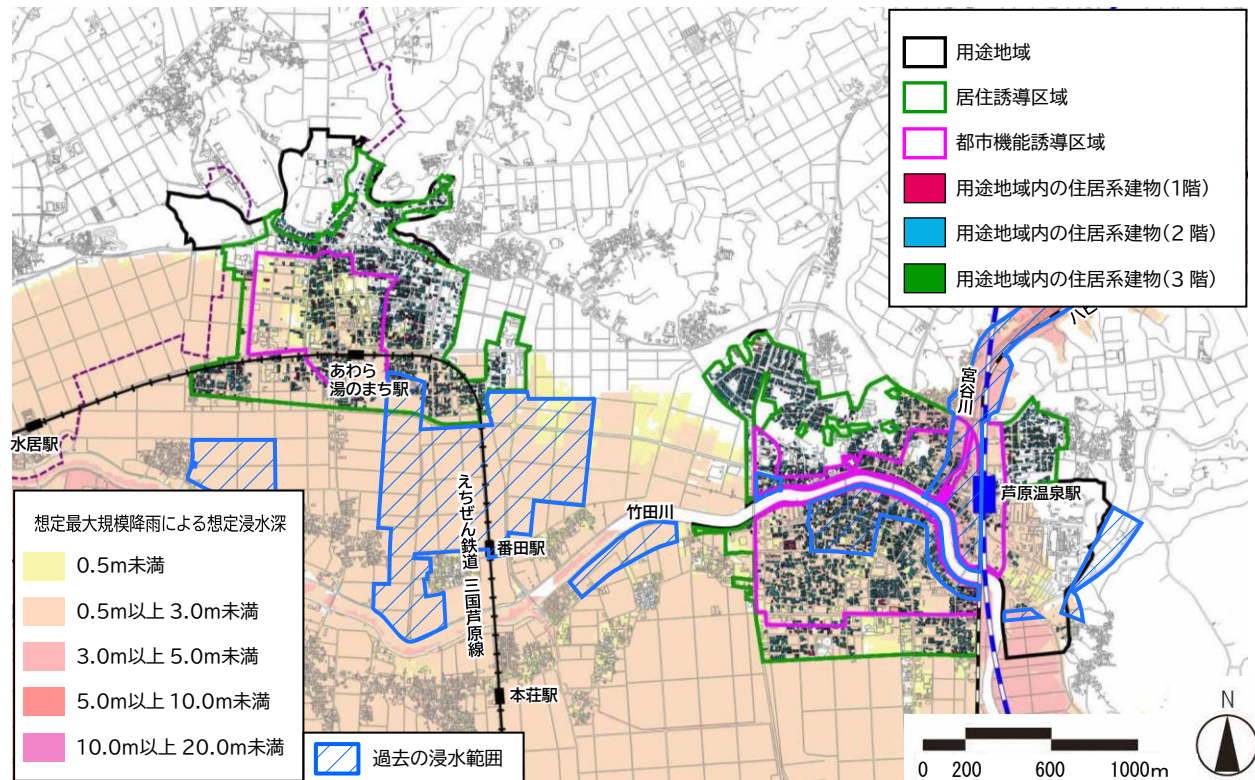 用途地域
居住誘導区域
都市機能誘導区域
用途地域内の住居系建物(1階)
用途地域内の住居系建物(2階)
用途地域内の住居系建物(3階)
宮谷川
あわら
湯のまち駅
水居駅
芦原温泉駅
えちぜん鉄道 三国芦原線
竹田川
番田駅
本荘駅
想定最大規模降雨による想定浸水深
0.5m未満
0.5m以上3.0m未満
3.0m以上5.0m未満
5.0m以上10.0m未満
10.0m以上20.0m未満
過去の浸水範囲
N
0 200 600 1000m